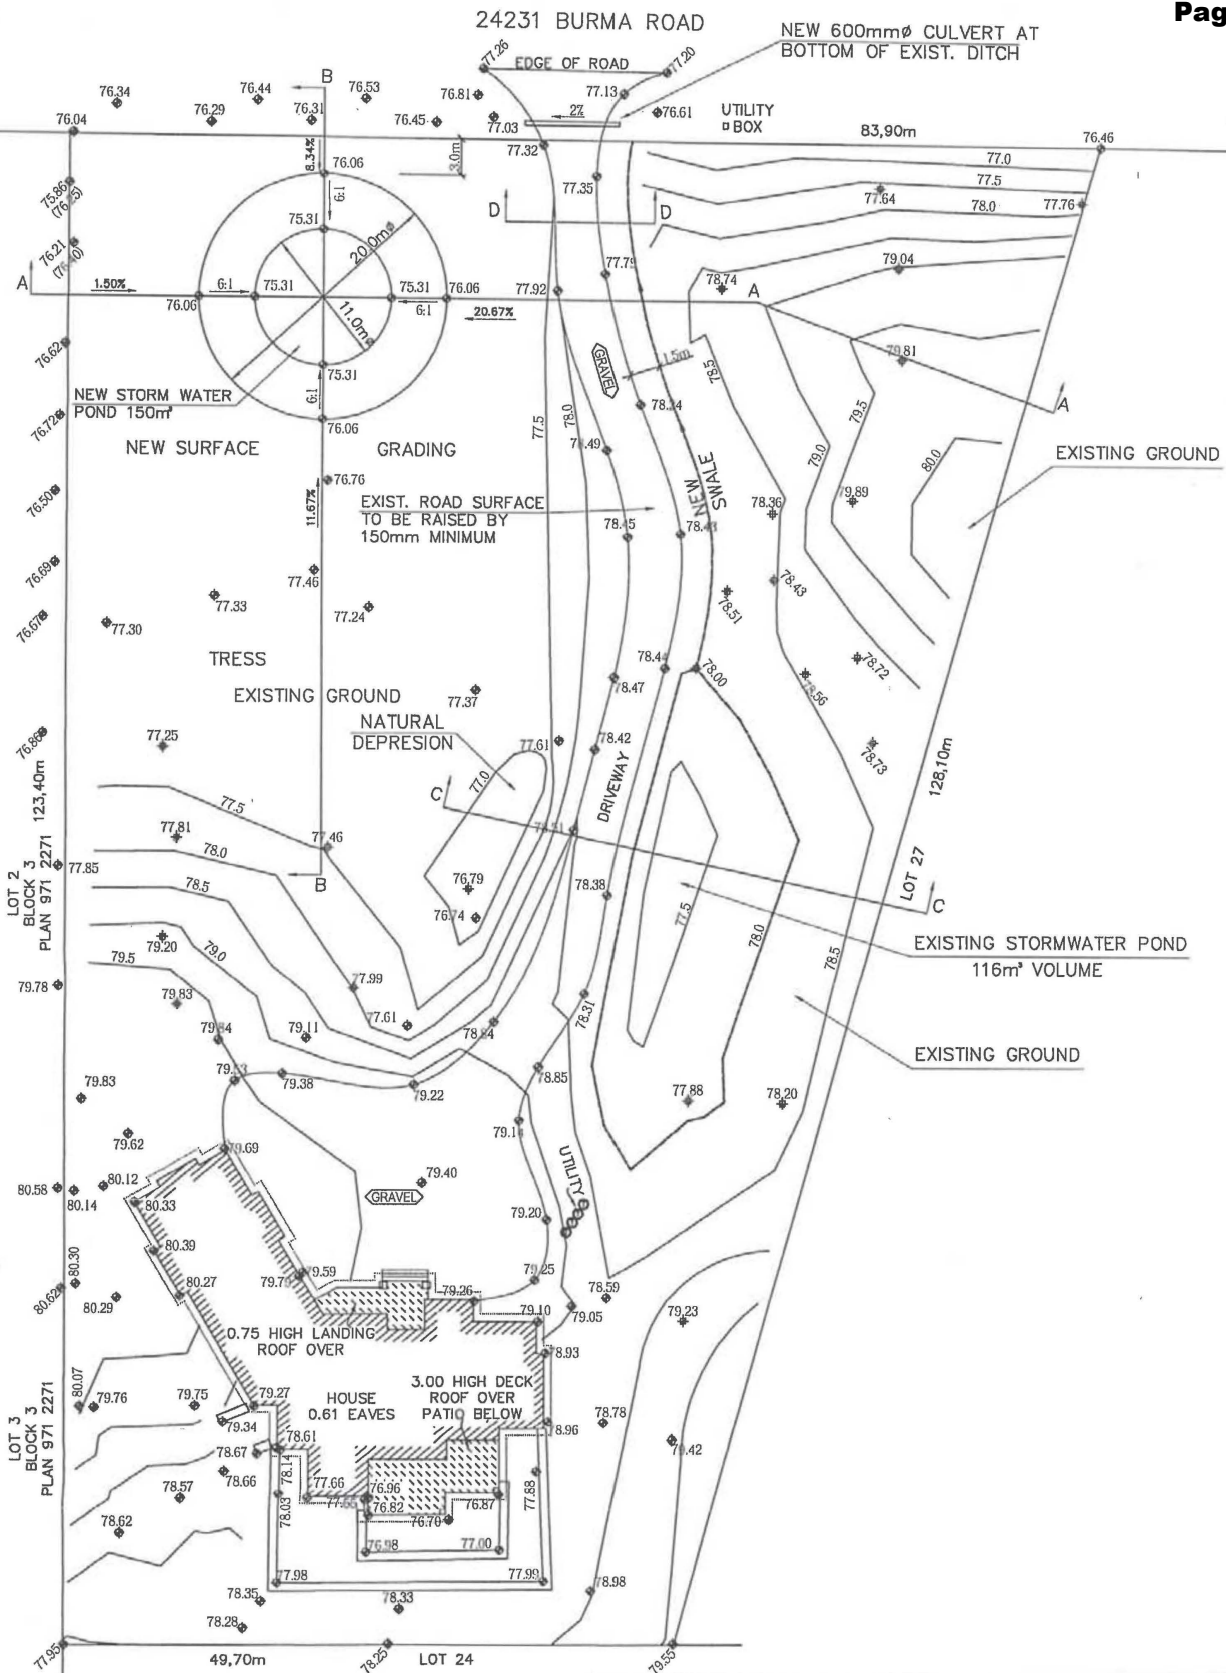 Pag
24231 BURMA ROAD
NEW 600mmø CULVERT AT
BOTTOM OF EXIST. DITCH
77.26
EDGE OF ROAD
77.20
B
76.34
76.44
76.53
76.81
77.13
76.61
UTILITY
BOX
76.04
76.29
76.31
76.45
77.03
2%
83,90m
76.46
8.34%
3.0m
77.32
76.06
77.0
75.86
77.35
77.5
77.64
77.76
6:1
D
D
78.0
75.31
76.21
(76.40)
20.0mø
77.79
79.04
78.74
A
1.50%
6:1
75.31
75.31
76.06
77.92
A
76.06
11.0mø
6:1
20.67%
76.62
GRAVEL
1.5m
78.5
79.81
75.31
NEW STORM WATER
POND 150m³
6:1
76.72
76.06
77.5
78.0
79.5
A
NEW SURFACE
GRADING
79.0
80.0
EXISTING GROUND
76.50
76.76
NEW
SWALE
EXIST. ROAD SURFACE
TO BE RAISED BY
150mm MINIMUM
11.67%
78.36
79.89
78.45
78.43
76.69
77.46
78.43
77.33
77.24
78.51
76.67
77.30
TRESS
78.44
78.00
78.72
78.47
78.56
EXISTING GROUND
77.37
NATURAL
DEPRESION
76.86
77.25
77.61
78.42
78.73
128,10m
123,40m
77.5
77.0
DRIVEWAY
C
77.81
77.46
78.51
78.0
LOT 2
BLOCK 3
PLAN 971 2271
77.85
78.5
B
76.79
78.38
LOT 27
C
76.74
77.5
78.0
78.5
79.20
79.0
EXISTING STORMWATER POND
116m³ VOLUME
79.5
79.78
79.83
77.99
78.31
77.61
79.84
79.11
78.84
EXISTING GROUND
79.38
79.22
78.85
79.83
77.88
78.20
79.14
79.62
79.69
UTILITY
80.58
80.12
79.40
80.14
80.33
GRAVEL
79.20
80.39
80.30
79.59
79.25
80.62
80.27
79.26
78.59
80.29
79.10
79.05
79.23
0.75 HIGH LANDING
ROOF OVER
78.93
80.07
79.76
79.75
79.27
HOUSE
0.61 EAVES
3.00 HIGH DECK
ROOF OVER
PATIO BELOW
LOT 3
BLOCK 3
PLAN 971 2271
79.34
78.96
78.78
79.42
78.67
78.61
78.14
78.66
77.66
76.96
76.87
77.88
78.57
78.03
76.82
76.70
78.62
76.98
77.00
77.98
77.99
78.98
78.35
78.33
78.28
77.95
49,70m
78.25
LOT 24
79.55